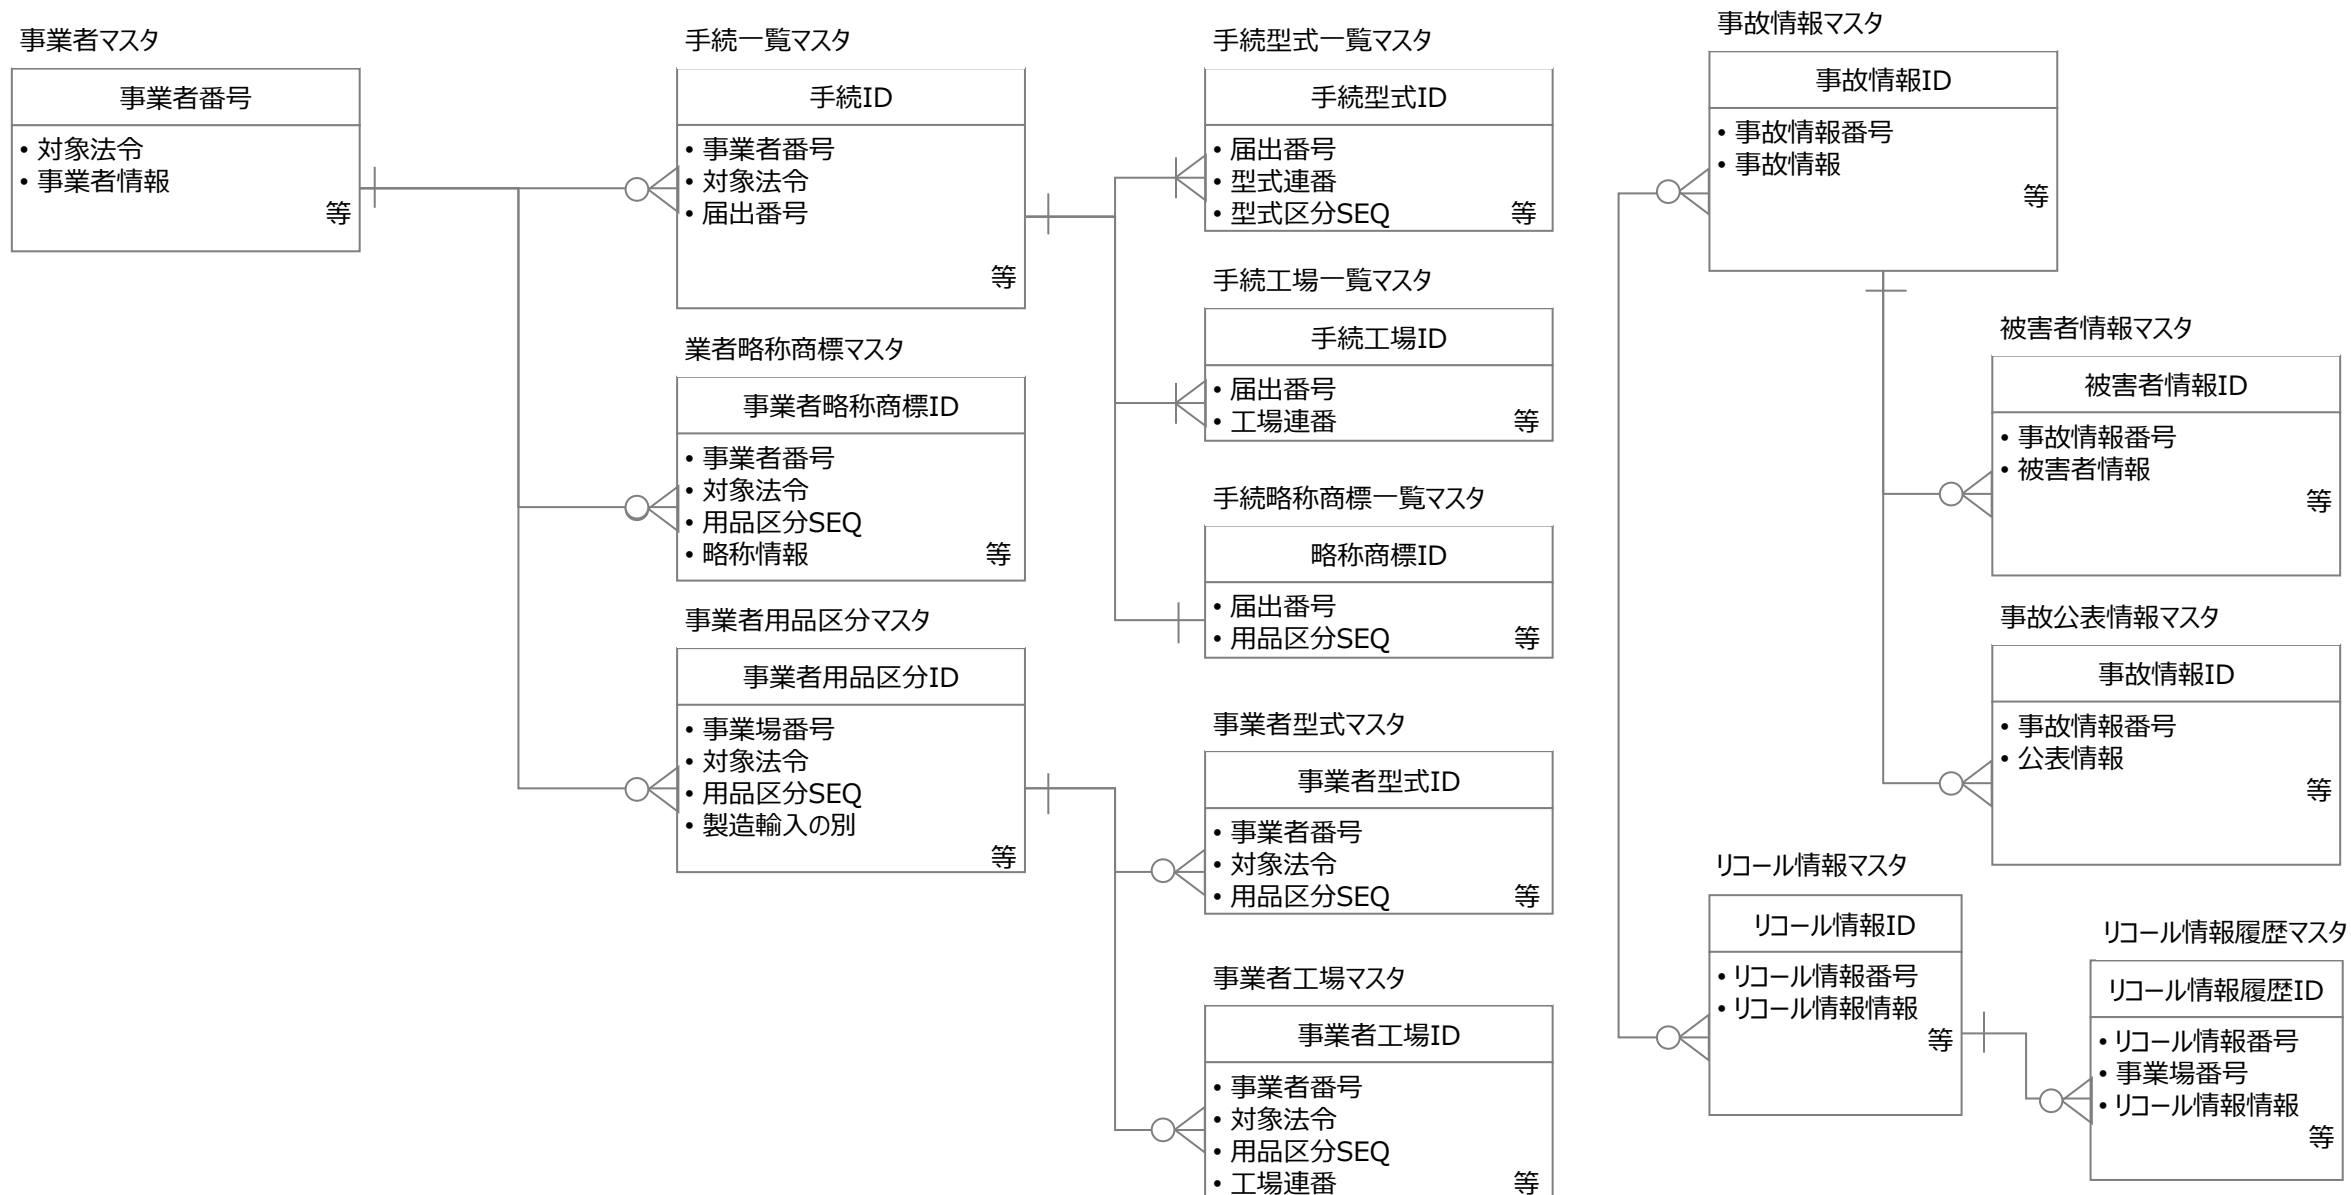 事業者マスタ
事業者番号
• 対象法令
• 事業者情報
等
手続一覧マスタ
手続ID
• 事業者番号
• 対象法令
• 届出番号
等
業者略称商標マスタ
事業者略称商標ID
• 事業者番号
• 対象法令
• 用品区分SEQ
• 略称情報 等
事業者用品区分マスタ
事業者用品区分ID
• 事業場番号
• 対象法令
• 用品区分SEQ
• 製造輸入の別
等
手続型式一覧マスタ
手続型式ID
• 届出番号
• 型式連番
• 型式区分SEQ 等
手続工場一覧マスタ
手続工場ID
• 届出番号
• 工場連番 等
手続略称商標一覧マスタ
略称商標ID
• 届出番号
• 用品区分SEQ 等
事業者型式マスタ
事業者型式ID
• 事業者番号
• 対象法令
• 用品区分SEQ 等
事業者工場マスタ
事業者工場ID
• 事業者番号
• 対象法令
• 用品区分SEQ
• 工場連番 等
事故情報マスタ
事故情報ID
• 事故情報番号
• 事故情報
等
被害者情報マスタ
被害者情報ID
• 事故情報番号
• 被害者情報
等
事故公表情報マスタ
事故情報ID
• 事故情報番号
• 公表情報
等
リコール情報マスタ
リコール情報ID
• リコール情報番号
• リコール情報情報
等
リコール情報履歴マスタ
リコール情報履歴ID
• リコール情報番号
• 事業場番号
• リコール情報情報
等